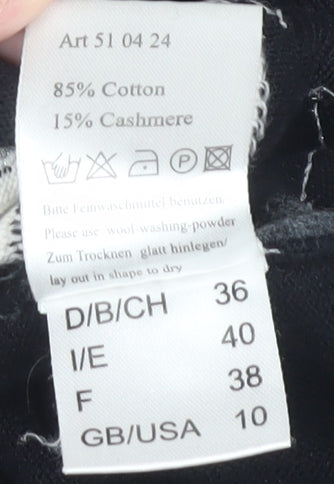 Art 51 04 24
85% Cotton
15% Cashmere
P
Bitte Feinwaschmittel benutzen.
Please use wool-washing-powder
Zum Trocknen glatt hinlegen/
lay out in shape to dry
D/B/CH 36
I/E 40
F 38
GB/USA 10